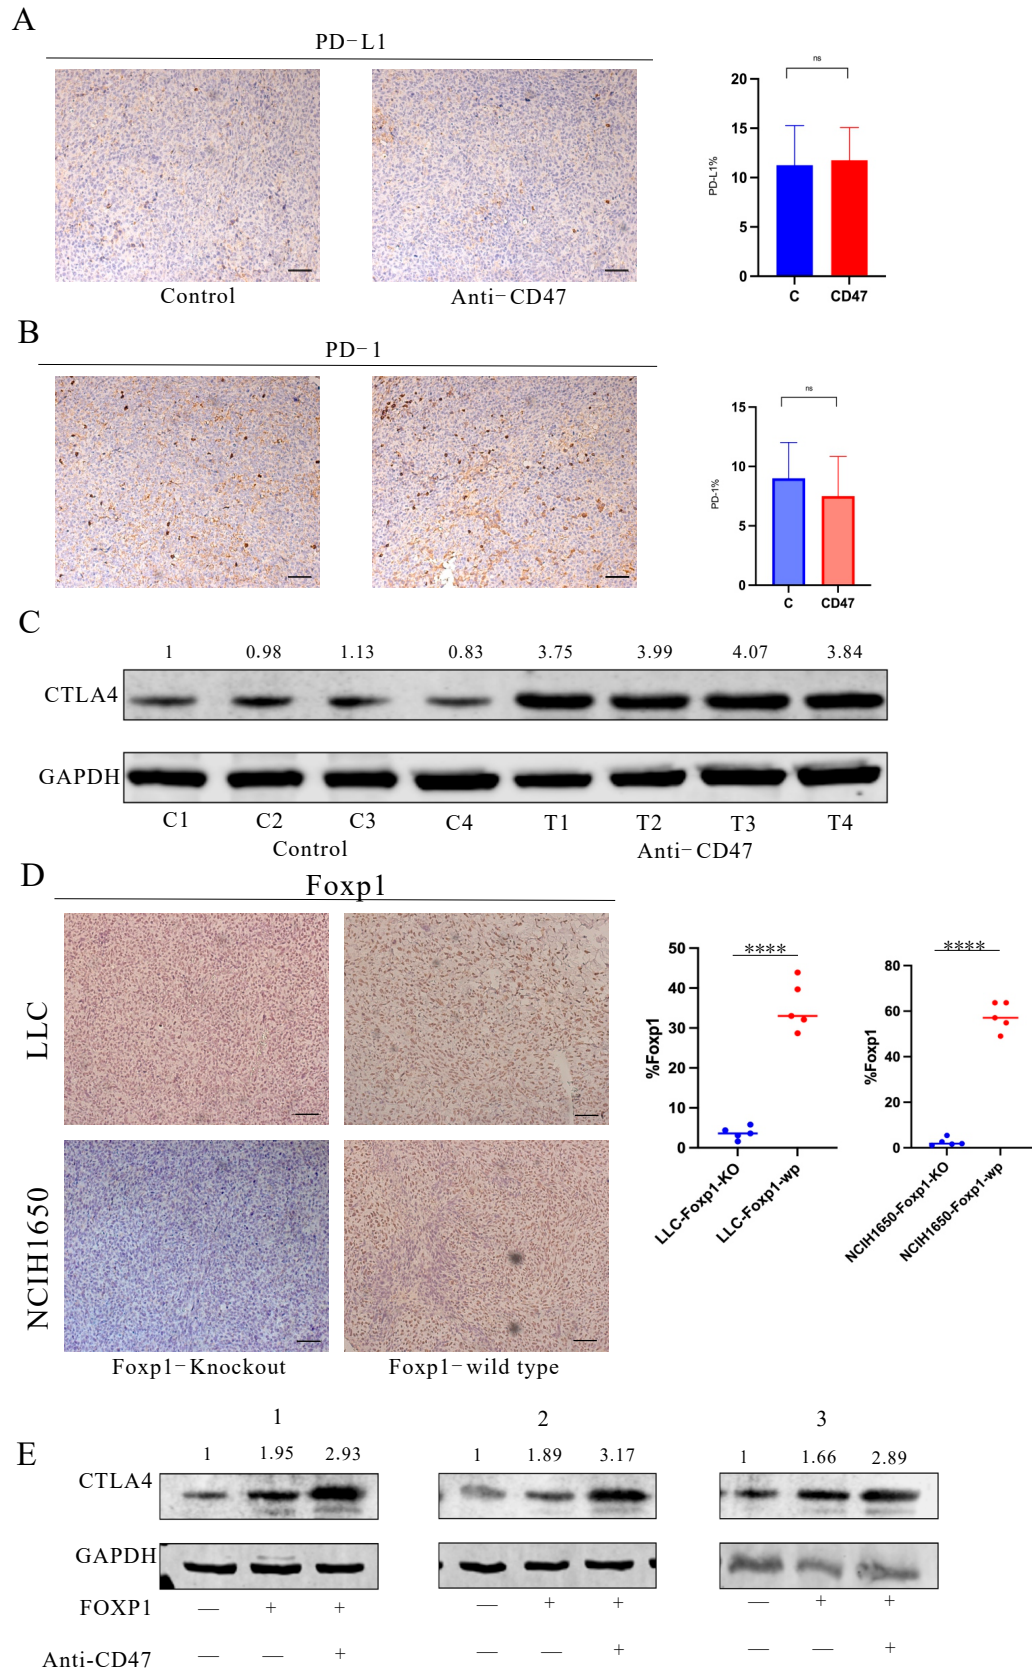 A
PD-L1
Control
Anti-CD47
ns
20
15
10
5
0
PD-L1%
C
CD47
B
PD-1
ns
15
10
5
0
PD-1%
C
CD47
C
1 0.98 1.13 0.83 3.75 3.99 4.07 3.84
CTLA4
GAPDH
C1 C2 C3 C4 T1 T2 T3 T4
Control Anti-CD47
D
Foxp1
LLC
NCIH1650
Foxp1-Knockout Foxp1-wild type
****
50
40
30
20
10
0
%Foxp1
LLC-Foxp1-KO
LLC-Foxp1-wp
****
80
60
40
20
0
%Foxp1
NCIH1650-Foxp1-KO
NCIH1650-Foxp1-wp
E
1 2 3
1 1.95 2.93 1 1.89 3.17 1 1.66 2.89
CTLA4
GAPDH
FOXP1 — + + — + + — + +
Anti-CD47 — — + — — + — — +